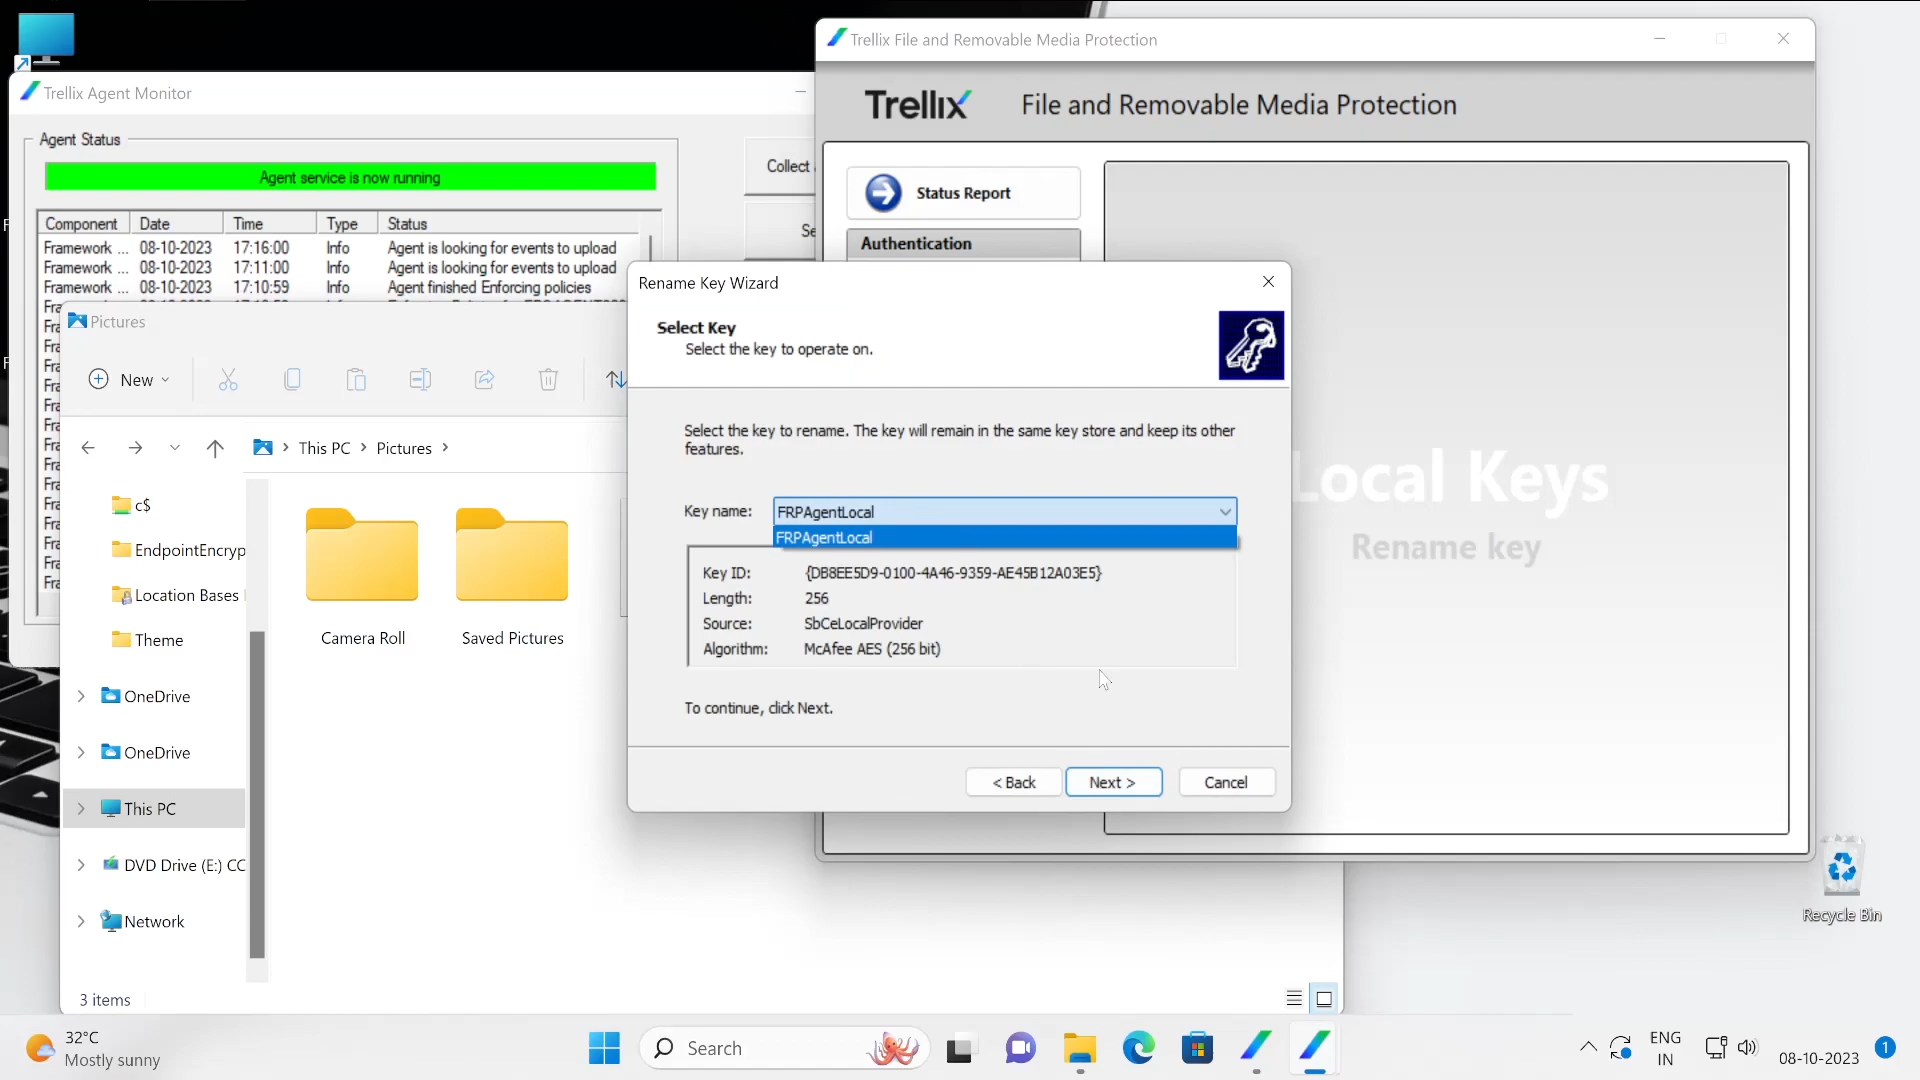 Trellix Agent Monitor
Agent Status
Agent service is now running
Component Date Time Type Status
Framework ... 08-10-2023 17:16:00 Info Agent is looking for events to upload
Framework ... 08-10-2023 17:11:00 Info Agent is looking for events to upload
Framework ... 08-10-2023 17:10:59 Info Agent finished Enforcing policies
Collect
Se
Trellix File and Removable Media Protection
Trellix File and Removable Media Protection
Status Report
Authentication
Local Keys
Rename key
Rename Key Wizard
Select Key
Select the key to operate on.
Select the key to rename. The key will remain in the same key store and keep its other
features.
Key name: FRPAgentLocal
FRPAgentLocal
Key ID: {DB8EE5D9-0100-4A46-9359-AE45B12A03E5}
Length: 256
Source: SbCeLocalProvider
Algorithm: McAfee AES (256 bit)
To continue, click Next.
< Back Next > Cancel
Pictures
New
This PC > Pictures >
c$
EndpointEncryp
Location Bases
Theme
OneDrive
OneDrive
This PC
DVD Drive (E:) CC
Network
Camera Roll
Saved Pictures
3 items
Recycle Bin
32°C
Mostly sunny
Search
ENG
IN
08-10-2023
1